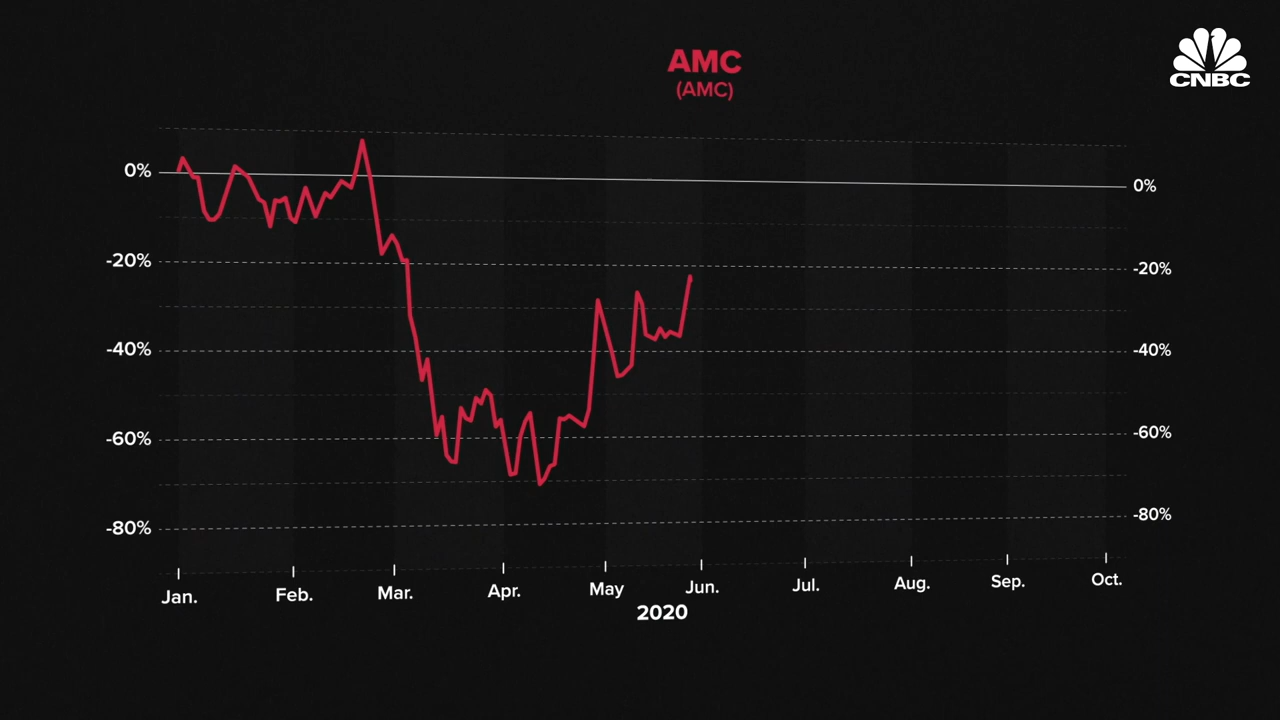 CNBC
AMC
(AMC)
0%
0%
-20%
-20%
-40%
-40%
-60%
-60%
-80%
-80%
Jan. Feb. Mar. Apr. May Jun. Jul. Aug. Sep. Oct.
2020